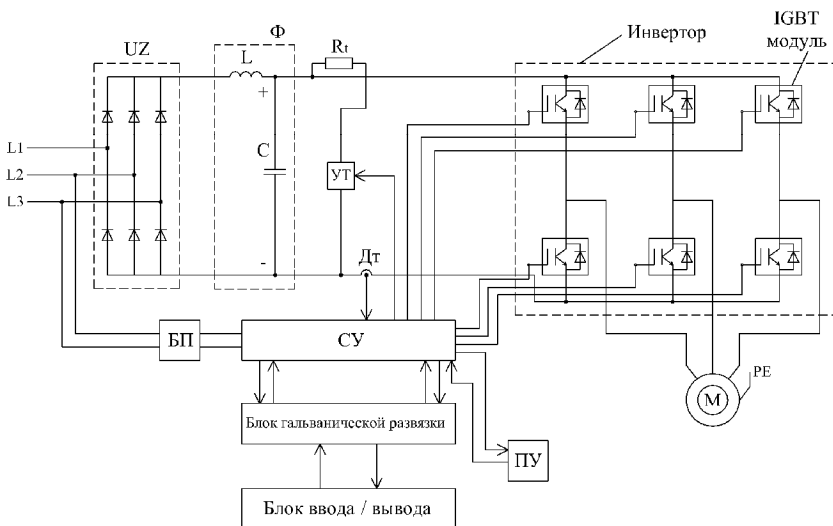 IGBT
модуль
Инвертор
Ф
UZ
L
Rt
+
C
L1
L2
L3
УТ
-
Дт
БП
СУ
PE
М
Блок гальванической развязки
ПУ
Блок ввода / вывода